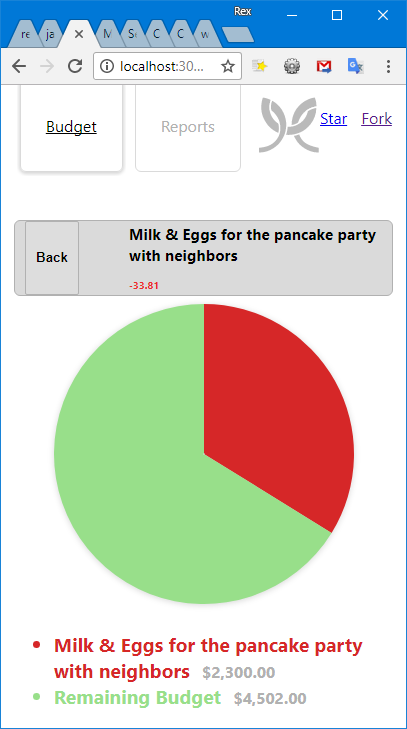 Rex
re
ja
M
S
C
C
w
localhost:30...
Budget
Reports
Star
Fork
Back
Milk & Eggs for the pancake party
with neighbors
-33.81
Milk & Eggs for the pancake party
with neighbors $2,300.00
Remaining Budget $4,502.00